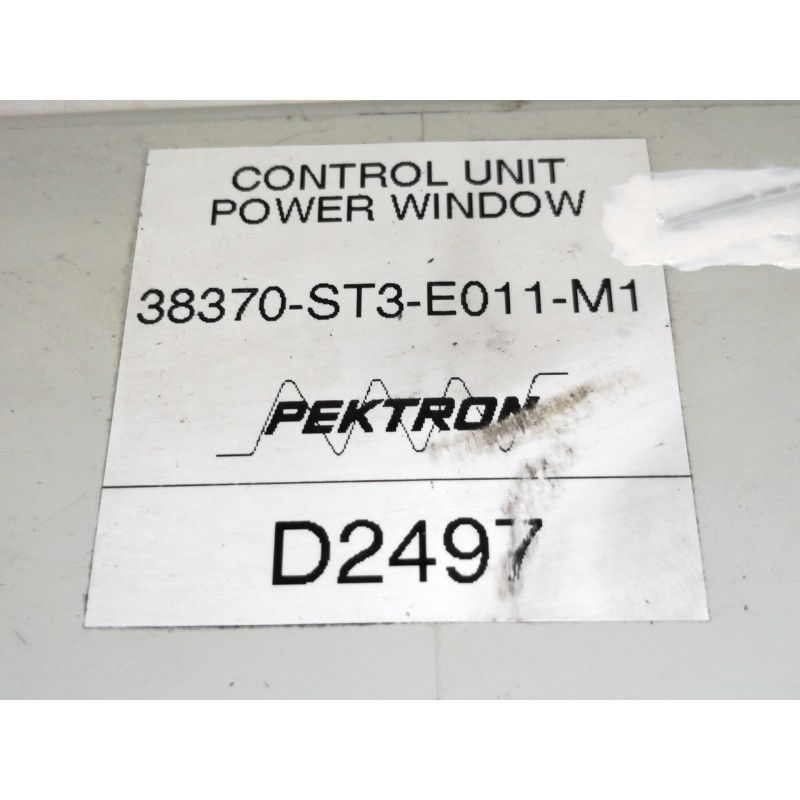 CONTROL UNIT
POWER WINDOW
38370-ST3-E011-M1
PEKTRON
D2497